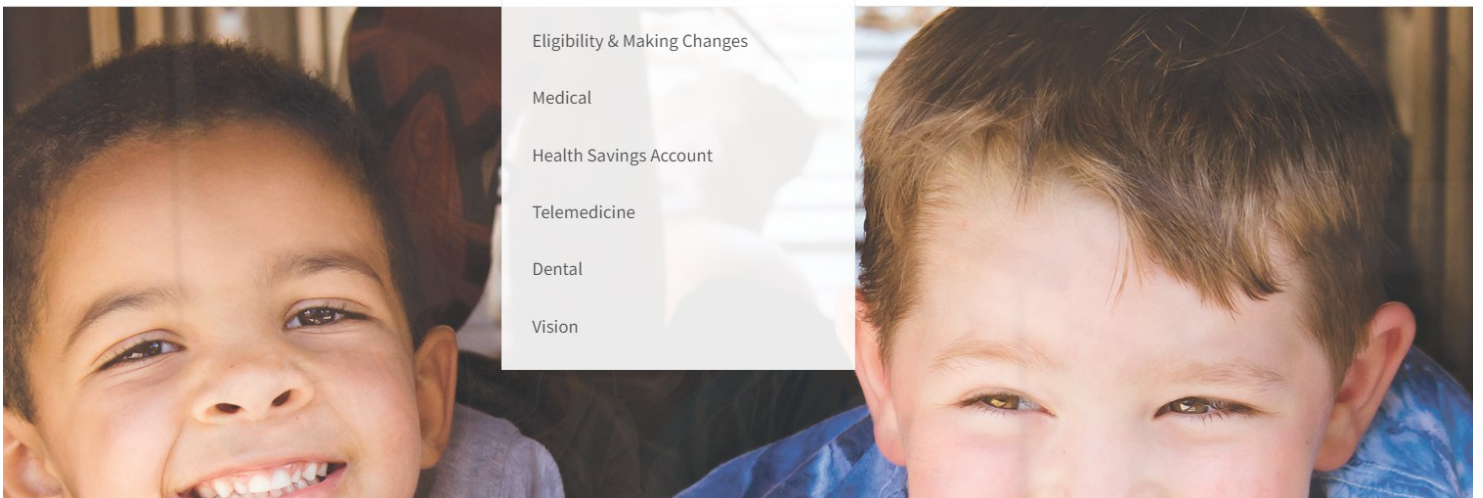 Eligibility & Making Changes
Medical
Health Savings Account
Telemedicine
Dental
Vision